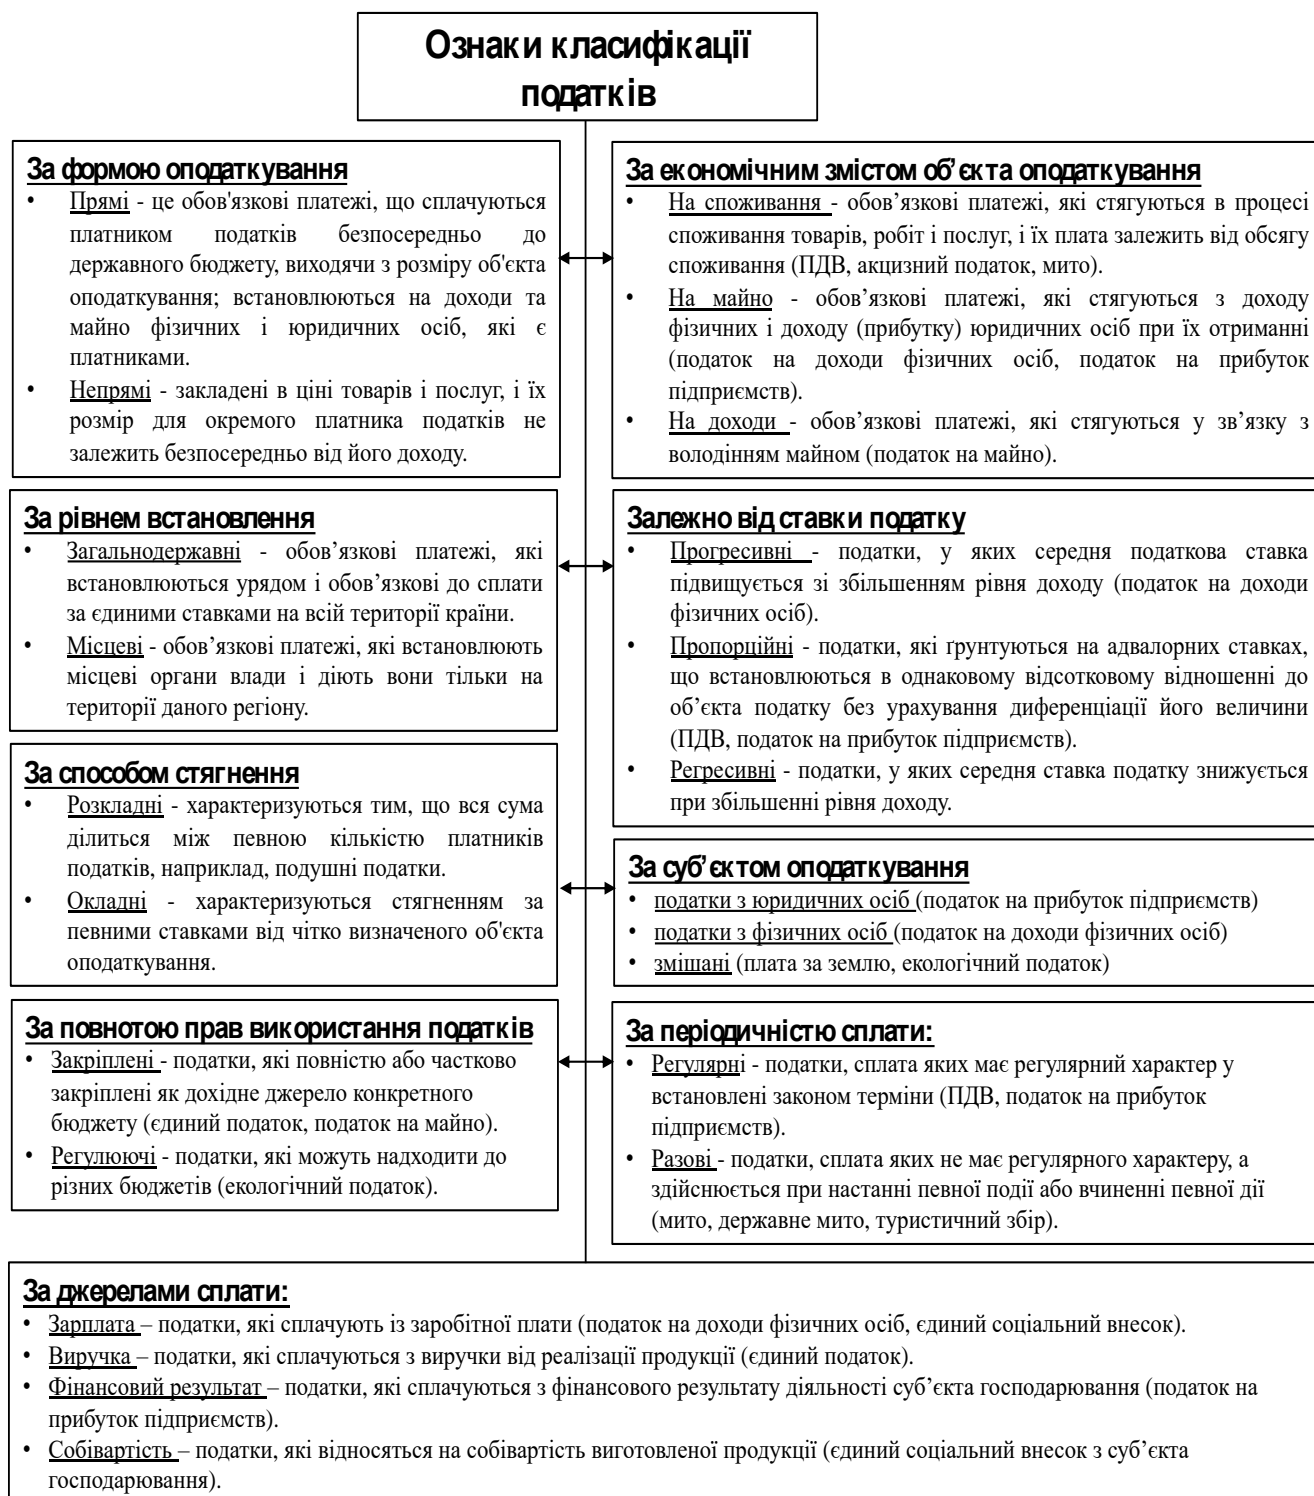 Ознаки класифікації
податків
За формою оподаткування
• Прямі - це обов'язкові платежі, що сплачуються
платником податків безпосередньо до
державного бюджету, виходячи з розміру об'єкта
оподаткування; встановлюються на доходи та
майно фізичних і юридичних осіб, які є
платниками.
• Непрямі - закладені в ціні товарів і послуг, і їх
розмір для окремого платника податків не
залежить безпосередньо від його доходу.
За економічним змістом об’єкта оподаткування
• На споживання - обов’язкові платежі, які стягуються в процесі
споживання товарів, робіт і послуг, і їх плата залежить від обсягу
споживання (ПДВ, акцизний податок, мито).
• На майно - обов’язкові платежі, які стягуються з доходу
фізичних і доходу (прибутку) юридичних осіб при їх отриманні
(податок на доходи фізичних осіб, податок на прибуток
підприємств).
• На доходи - обов’язкові платежі, які стягуються у зв’язку з
володінням майном (податок на майно).
За рівнем встановлення
• Загальнодержавні - обов’язкові платежі, які
встановлюються урядом і обов’язкові до сплати
за єдиними ставками на всій території країни.
• Місцеві - обов’язкові платежі, які встановлюють
місцеві органи влади і діють вони тільки на
території даного регіону.
Залежно від ставки податку
• Прогресивні - податки, у яких середня податкова ставка
підвищується зі збільшенням рівня доходу (податок на доходи
фізичних осіб).
• Пропорційні - податки, які ґрунтуються на адвалорних ставках,
що встановлюються в однаковому відсотковому відношенні до
об’єкта податку без урахування диференціації його величини
(ПДВ, податок на прибуток підприємств).
• Регресивні - податки, у яких середня ставка податку знижується
при збільшенні рівня доходу.
За способом стягнення
• Розкладні - характеризуються тим, що вся сума
ділиться між певною кількістю платників
податків, наприклад, подушні податки.
• Окладні - характеризуються стягненням за
певними ставками від чітко визначеного об'єкта
оподаткування.
За суб’єктом оподаткування
• податки з юридичних осіб (податок на прибуток підприємств)
• податки з фізичних осіб (податок на доходи фізичних осіб)
• змішані (плата за землю, екологічний податок)
За повнотою прав використання податків
• Закріплені - податки, які повністю або частково
закріплені як дохідне джерело конкретного
бюджету (єдиний податок, податок на майно).
• Регулюючі - податки, які можуть надходити до
різних бюджетів (екологічний податок).
За періодичністю сплати:
• Регулярні - податки, сплата яких має регулярний характер у
встановлені законом терміни (ПДВ, податок на прибуток
підприємств).
• Разові - податки, сплата яких не має регулярного характеру, а
здійснюється при настанні певної події або вчиненні певної дії
(мито, державне мито, туристичний збір).
За джерелами сплати:
• Зарплата – податки, які сплачують із заробітної плати (податок на доходи фізичних осіб, єдиний соціальний внесок).
• Виручка – податки, які сплачуються з виручки від реалізації продукції (єдиний податок).
• Фінансовий результат – податки, які сплачуються з фінансового результату діяльності суб’єкта господарювання (податок на
прибуток підприємств).
• Собівартість – податки, які відносяться на собівартість виготовленої продукції (єдиний соціальний внесок з суб’єкта
господарювання).